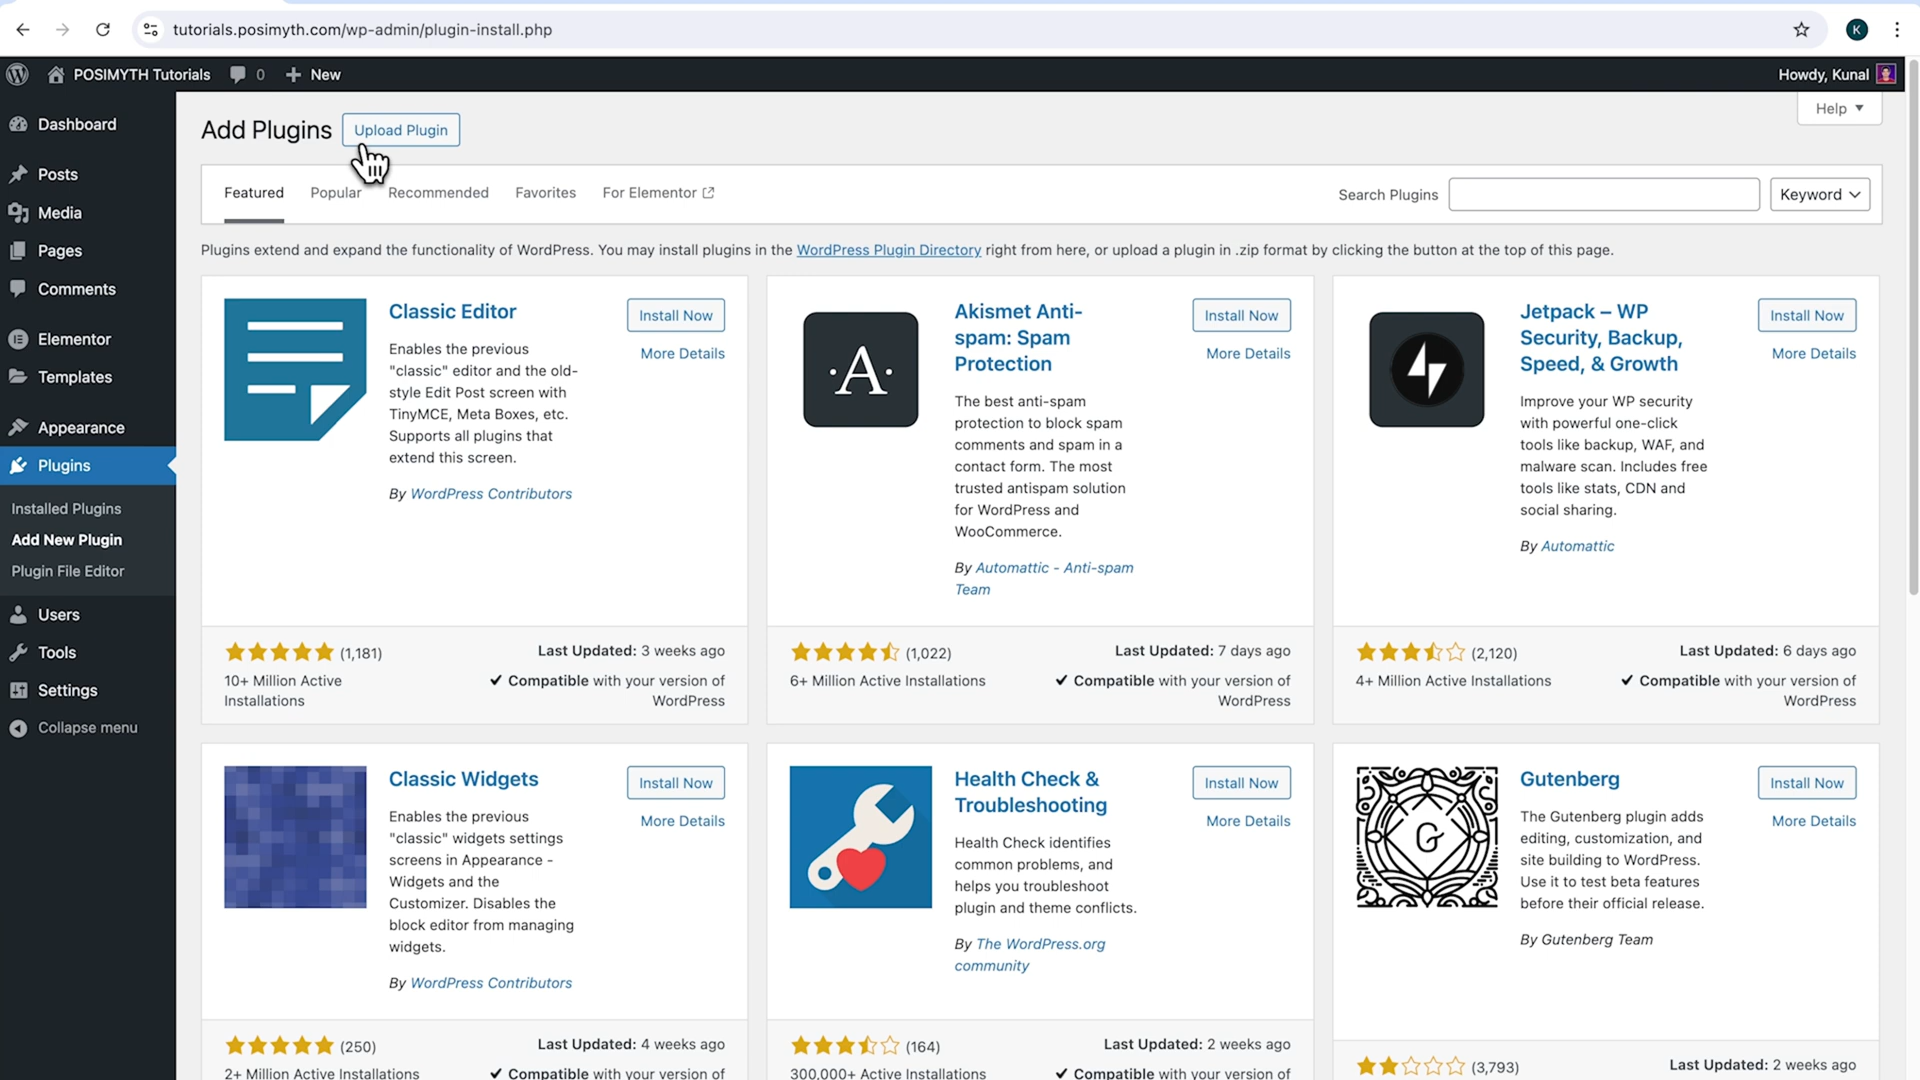 tutorials.posimyth.com/wp-admin/plugin-install.php
K
POSIMYTH Tutorials
0
New
Howdy, Kunal
Dashboard
Posts
Media
Pages
Comments
Elementor
Templates
Appearance
Plugins
Installed Plugins
Add New Plugin
Plugin File Editor
Users
Tools
Settings
Collapse menu
Help
Add Plugins
Upload Plugin
Featured
Popular
Recommended
Favorites
For Elementor
Search Plugins
Keyword
Plugins extend and expand the functionality of WordPress. You may install plugins in the WordPress Plugin Directory right from here, or upload a plugin in .zip format by clicking the button at the top of this page.
Classic Editor
Install Now
More Details
Enables the previous
"classic" editor and the old-
style Edit Post screen with
TinyMCE, Meta Boxes, etc.
Supports all plugins that
extend this screen.
By WordPress Contributors
(1,181)
10+ Million Active
Installations
Last Updated: 3 weeks ago
✔ Compatible with your version of
WordPress
A
Akismet Anti-
spam: Spam
Protection
Install Now
More Details
The best anti-spam
protection to block spam
comments and spam in a
contact form. The most
trusted antispam solution
for WordPress and
WooCommerce.
By Automattic - Anti-spam
Team
(1,022)
6+ Million Active Installations
Last Updated: 7 days ago
✔ Compatible with your version of
WordPress
Jetpack – WP
Security, Backup,
Speed, & Growth
Install Now
More Details
Improve your WP security
with powerful one-click
tools like backup, WAF, and
malware scan. Includes free
tools like stats, CDN and
social sharing.
By Automattic
(2,120)
4+ Million Active Installations
Last Updated: 6 days ago
✔ Compatible with your version of
WordPress
Classic Widgets
Install Now
More Details
Enables the previous
"classic" widgets settings
screens in Appearance -
Widgets and the
Customizer. Disables the
block editor from managing
widgets.
By WordPress Contributors
(250)
2+ Million Active Installations
Last Updated: 4 weeks ago
✔ Compatible with your version of
Health Check &
Troubleshooting
Install Now
More Details
Health Check identifies
common problems, and
helps you troubleshoot
plugin and theme conflicts.
By The WordPress.org
community
(164)
300,000+ Active Installations
Last Updated: 2 weeks ago
✔ Compatible with your version of
G
Gutenberg
Install Now
More Details
The Gutenberg plugin adds
editing, customization, and
site building to WordPress.
Use it to test beta features
before their official release.
By Gutenberg Team
(3,793)
Last Updated: 2 weeks ago